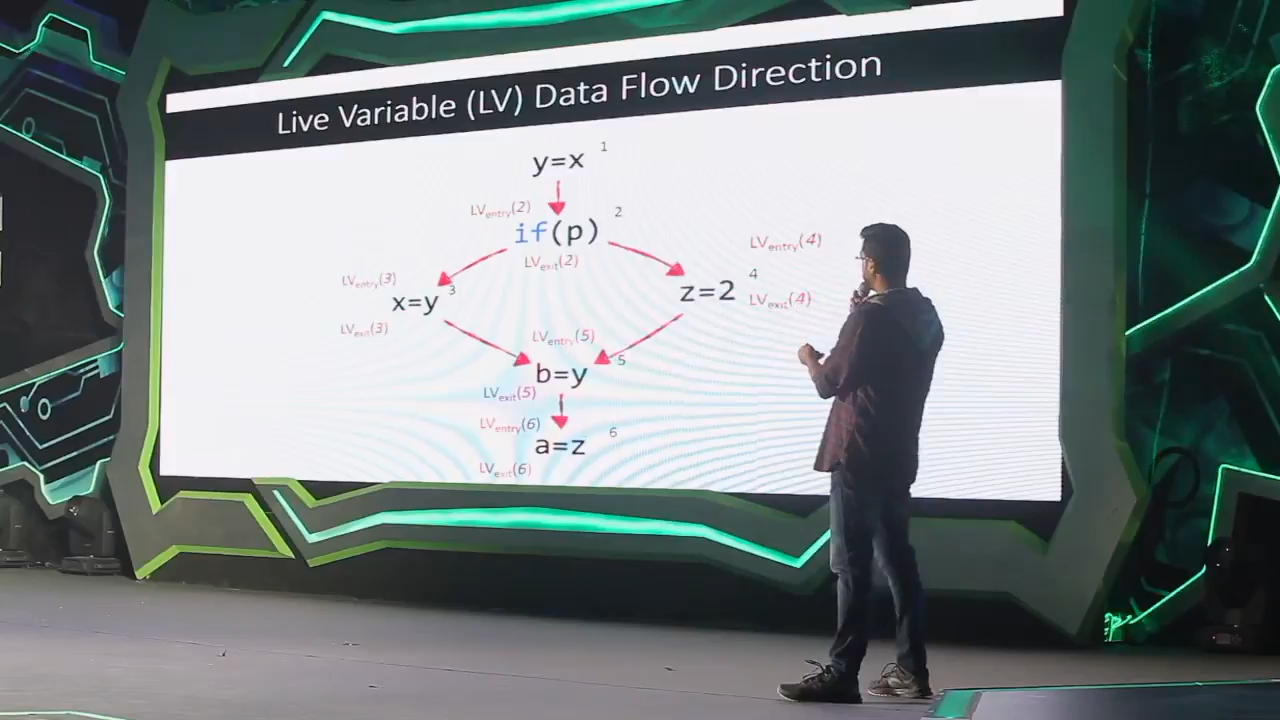 Live Variable (LV) Data Flow Direction
y=x 1
LVentry(2)
if(p) 2
LVexit(2)
LVentry(3)
x=y 3
LVexit(3)
LVentry(4)
z=2 4
LVexit(4)
LVentry(5)
b=y 5
LVexit(5)
LVentry(6)
a=z 6
LVexit(6)